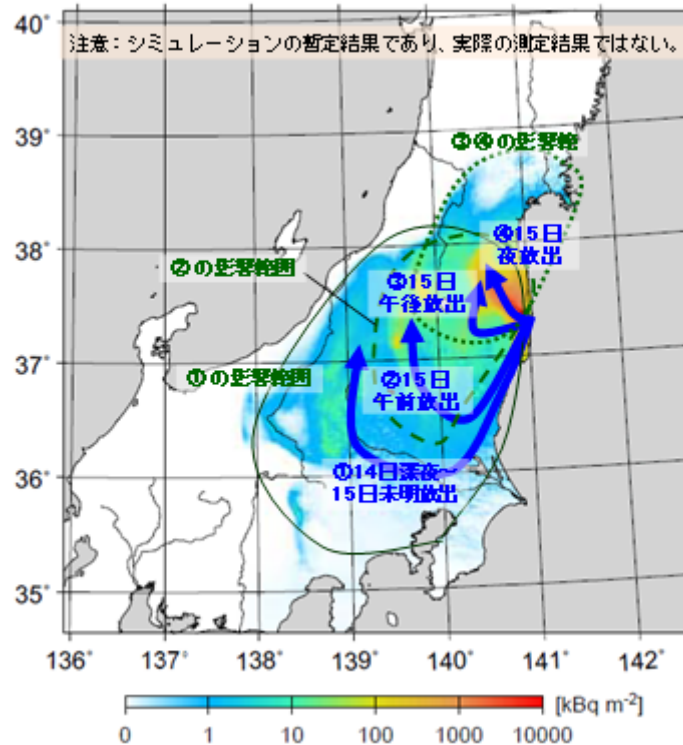 40˚
注意：シミュレーションの暫定結果であり、実際の測定結果ではない。
39˚
③④の影響範
38˚
④15日
夜放出
②の影響範囲
③15日
午後放出
37˚
①の影響範囲
②15日
午前放出
36˚
①14日深夜～
15日未明放出
35˚
136˚ 137˚ 138˚ 139˚ 140˚ 141˚ 142˚
[kBq m⁻²]
0 1 10 100 1000 10000